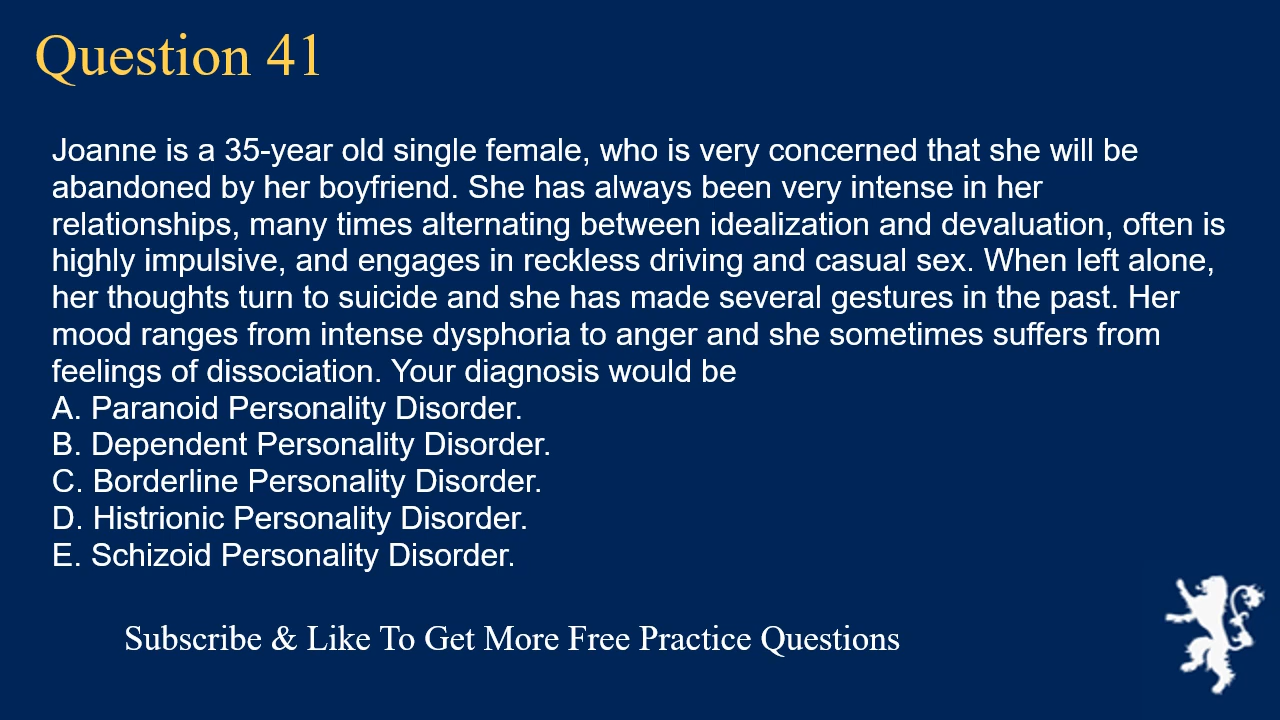 Question 41
Joanne is a 35-year old single female, who is very concerned that she will be
abandoned by her boyfriend. She has always been very intense in her
relationships, many times alternating between idealization and devaluation, often is
highly impulsive, and engages in reckless driving and casual sex. When left alone,
her thoughts turn to suicide and she has made several gestures in the past. Her
mood ranges from intense dysphoria to anger and she sometimes suffers from
feelings of dissociation. Your diagnosis would be
A. Paranoid Personality Disorder.
B. Dependent Personality Disorder.
C. Borderline Personality Disorder.
D. Histrionic Personality Disorder.
E. Schizoid Personality Disorder.
Subscribe & Like To Get More Free Practice Questions